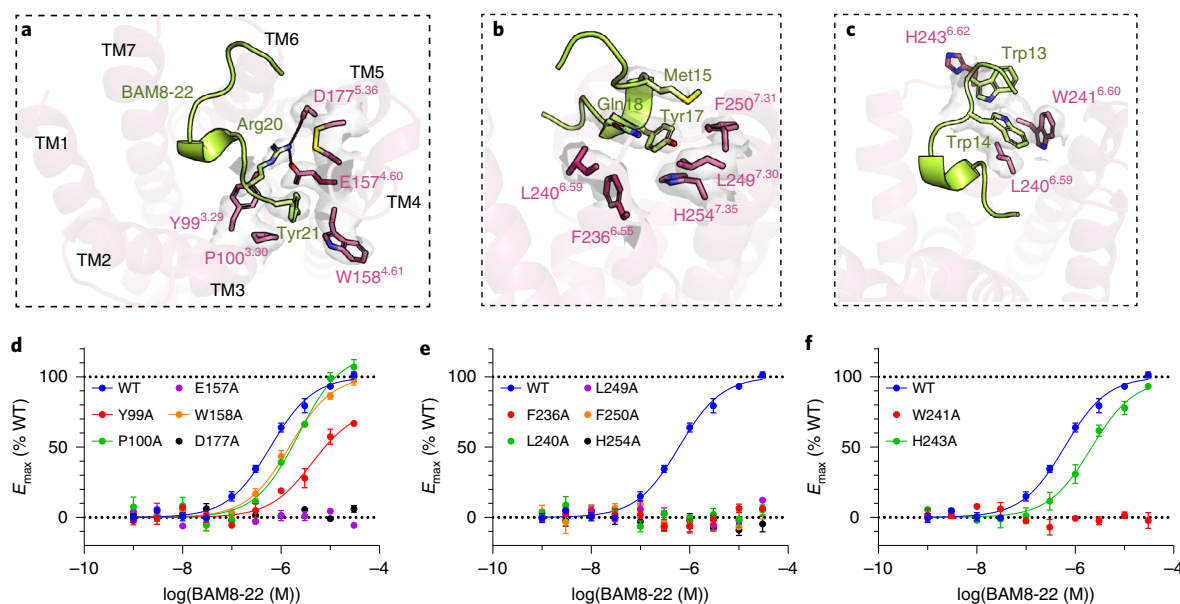 a
TM7
TM6
TM5
BAM8-22
D177^5.36
Arg20
TM1
E157^4.60
TM4
Y99^3.29
Tyr21
P100^3.30
TM2
W158^4.61
TM3
b
Met15
Gln18
F250^7.31
Tyr17
L240^6.59
L249^7.30
H254^7.35
F236^6.55
c
H243^6.62
Trp13
W241^6.60
Trp14
L240^6.59
d
100
50
0
E_max (% WT)
WT
E157A
Y99A
W158A
P100A
D177A
−10 −8 −6 −4
log(BAM8-22 (M))
e
100
50
0
E_max (% WT)
WT
L249A
F236A
F250A
L240A
H254A
−10 −8 −6 −4
log(BAM8-22 (M))
f
100
50
0
E_max (% WT)
WT
W241A
H243A
−10 −8 −6 −4
log(BAM8-22 (M))